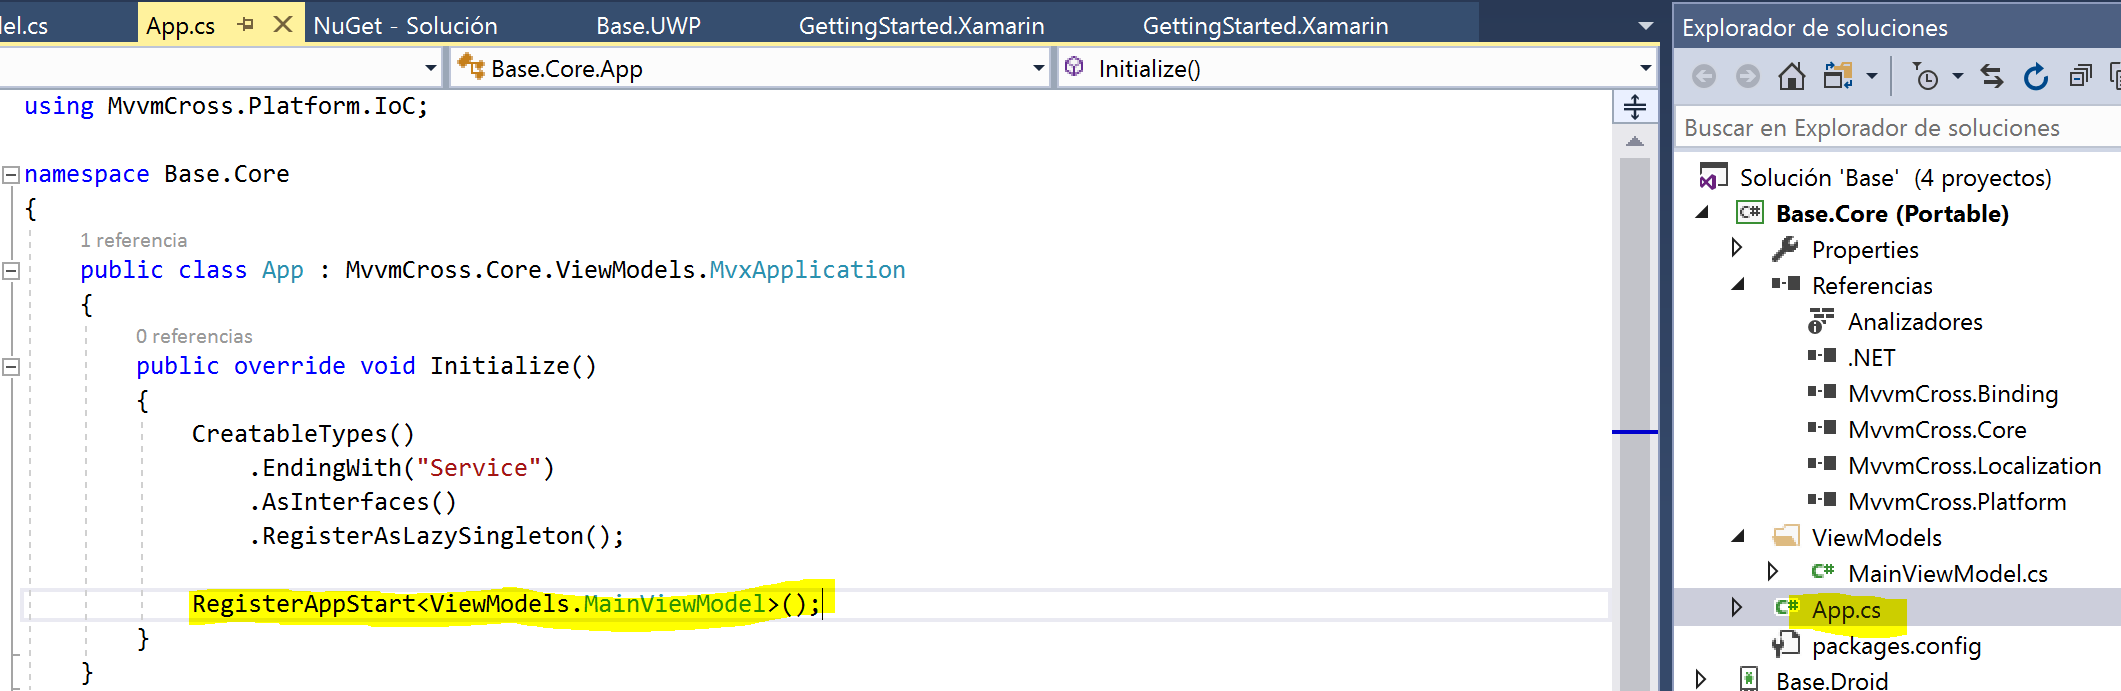 el.cs
App.cs
NuGet - Solución
Base.UWP
GettingStarted.Xamarin
GettingStarted.Xamarin
Base.Core.App
Initialize()
using MvvmCross.Platform.IoC;
namespace Base.Core
{
1 referencia
public class App : MvvmCross.Core.ViewModels.MvxApplication
{
0 referencias
public override void Initialize()
{
CreatableTypes()
.EndingWith("Service")
.AsInterfaces()
.RegisterAsLazySingleton();
RegisterAppStart<ViewModels.MainViewModel>();
}
}
Explorador de soluciones
Buscar en Explorador de soluciones
Solución 'Base' (4 proyectos)
C# Base.Core (Portable)
Properties
Referencias
Analizadores
.NET
MvvmCross.Binding
MvvmCross.Core
MvvmCross.Localization
MvvmCross.Platform
ViewModels
C# MainViewModel.cs
C# App.cs
packages.config
Base.Droid